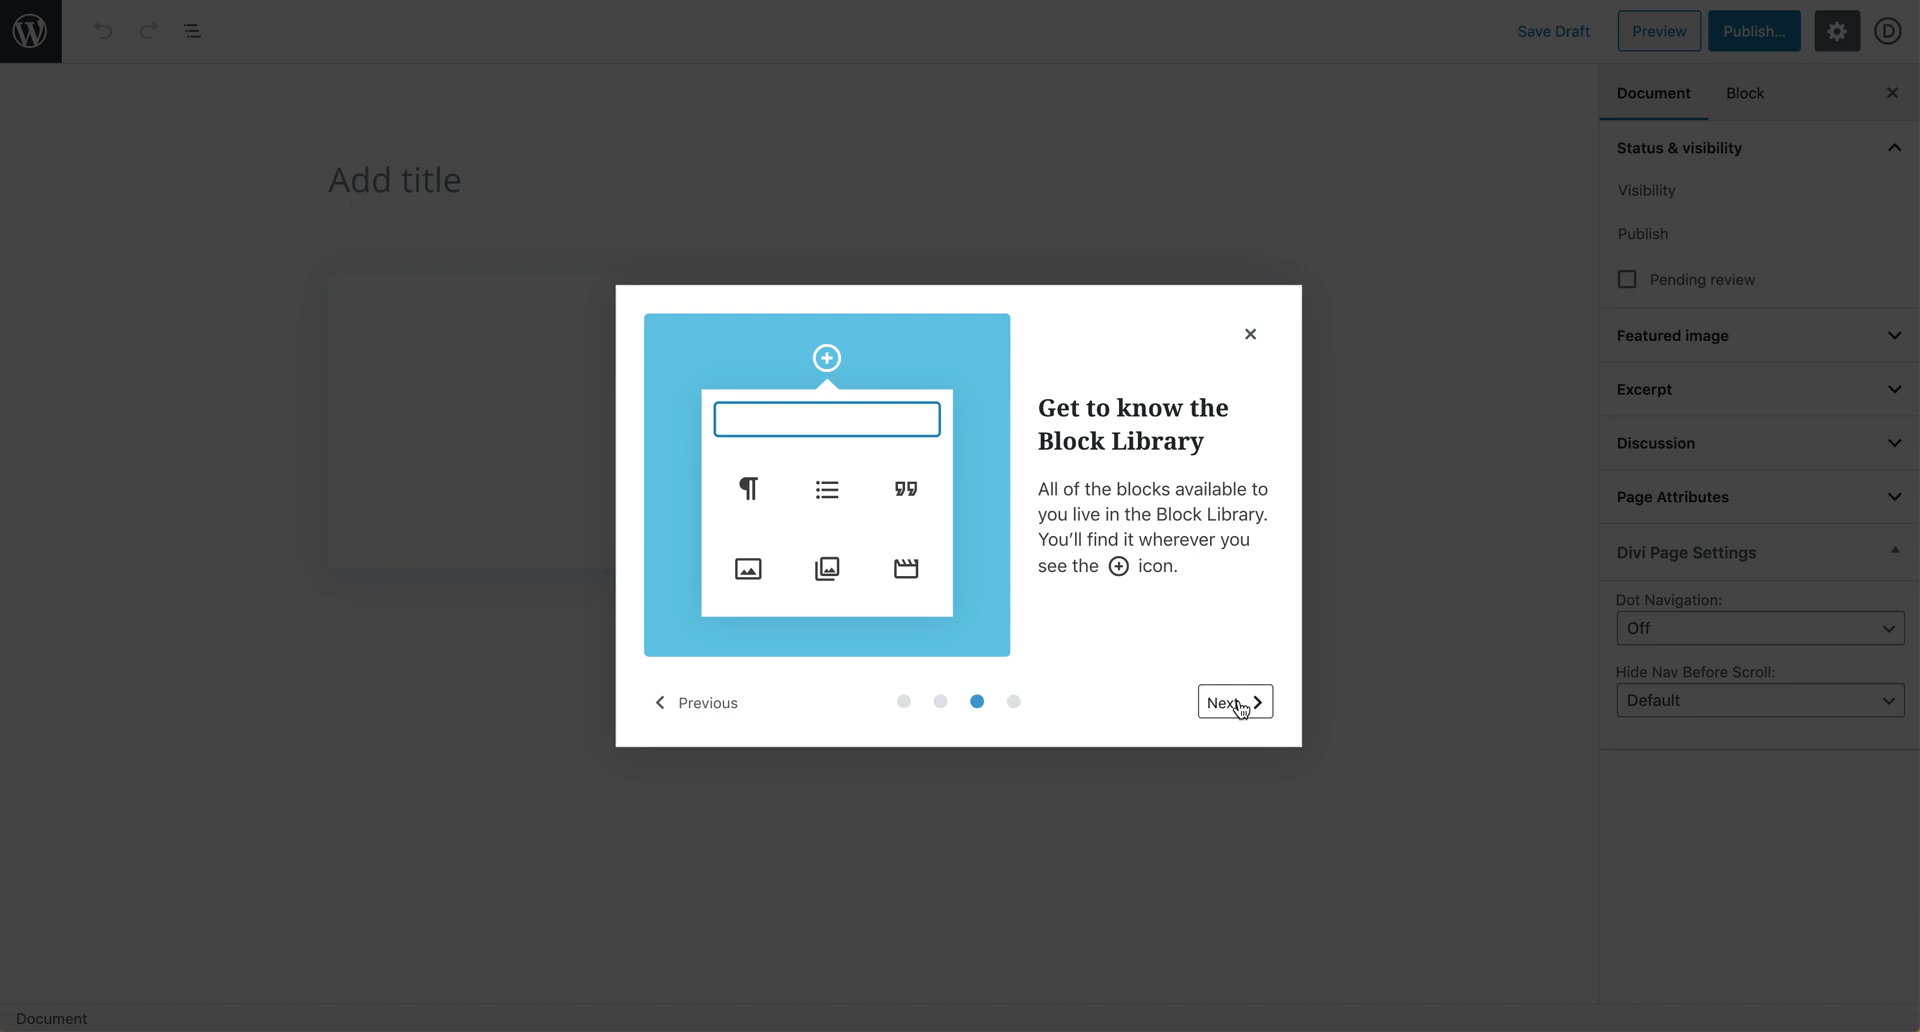 Save Draft
Preview
Publish...
D
Document
Block
Status & visibility
Visibility
Publish
Pending review
Featured image
Excerpt
Discussion
Page Attributes
Divi Page Settings
Dot Navigation:
Off
Hide Nav Before Scroll:
Default
Add title
Get to know the
Block Library
All of the blocks available to
you live in the Block Library.
You'll find it wherever you
see the icon.
Previous
Next
Document